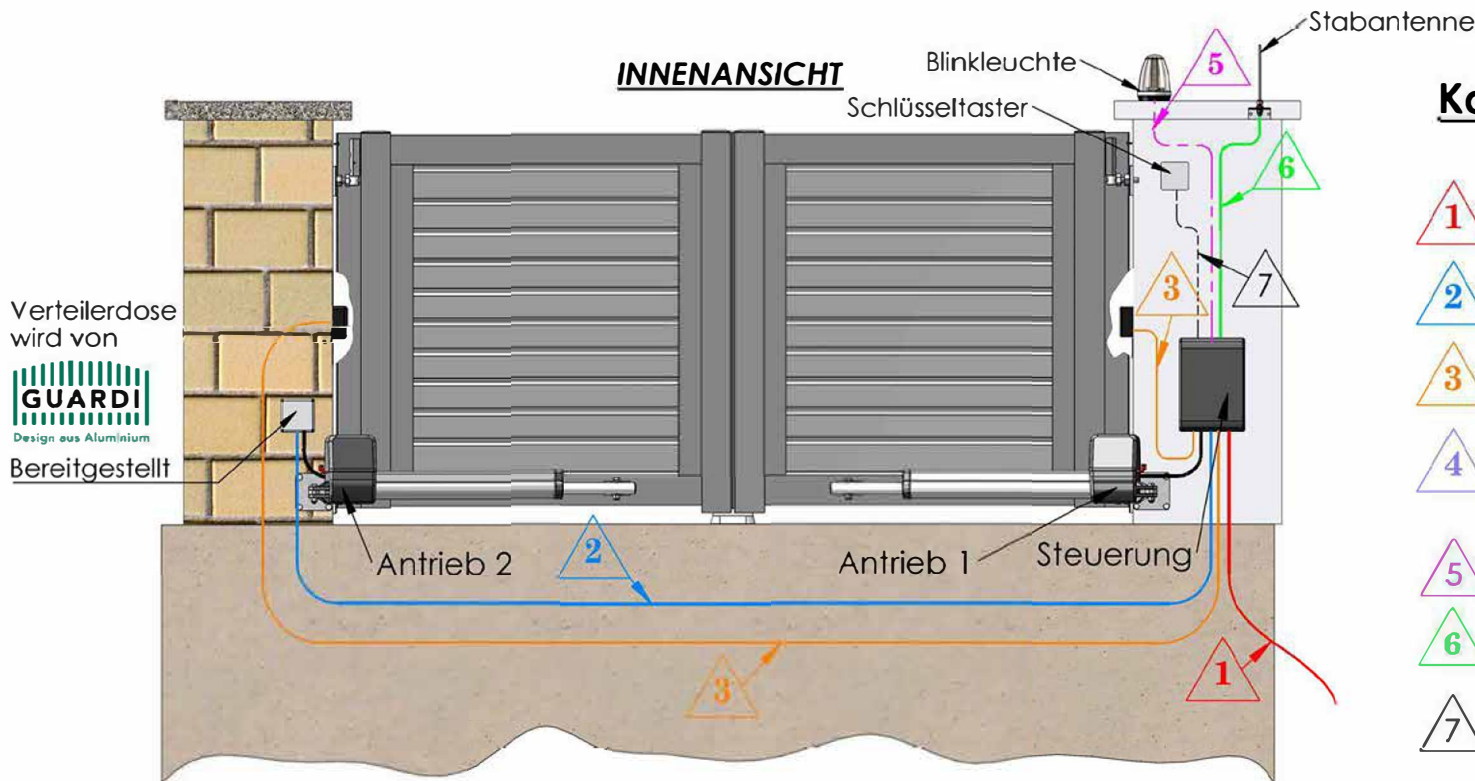 INNENANSICHT
Stabantenne
Blinkleuchte
5
Schlüsseltaster
6
3
7
Verteilerdose
wird von
GUARDI
Design aus Aluminium
Bereitgestellt
Antrieb 2
2
Antrieb 1
Steuerung
3
1
1
2
3
4
5
6
7